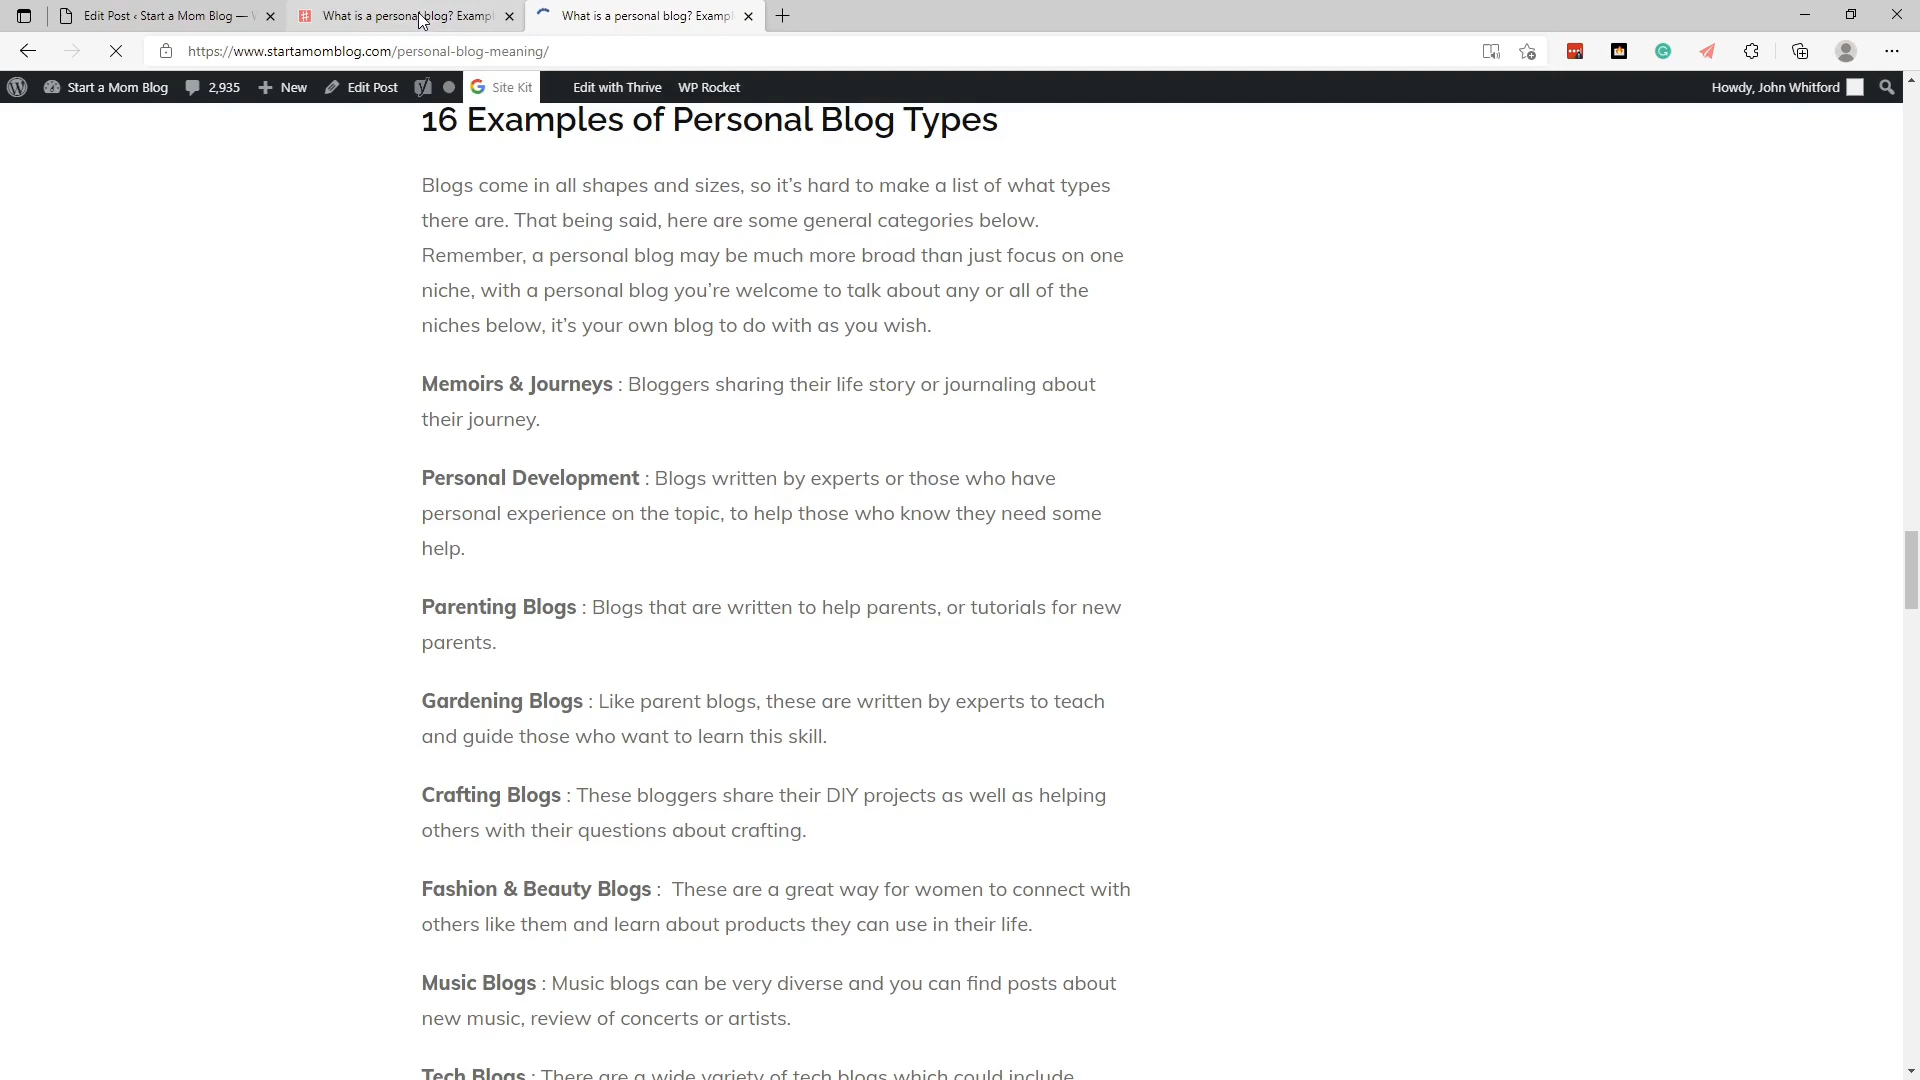 Edit Post ‹ Start a Mom Blog —
What is a personal blog? Exampl
What is a personal blog? Exampl
https://www.startamomblog.com/personal-blog-meaning/
Start a Mom Blog
2,935
New
Edit Post
Site Kit
Edit with Thrive
WP Rocket
Howdy, John Whitford
16 Examples of Personal Blog Types
Blogs come in all shapes and sizes, so it’s hard to make a list of what types
there are. That being said, here are some general categories below.
Remember, a personal blog may be much more broad than just focus on one
niche, with a personal blog you’re welcome to talk about any or all of the
niches below, it’s your own blog to do with as you wish.
Memoirs & Journeys : Bloggers sharing their life story or journaling about
their journey.
Personal Development : Blogs written by experts or those who have
personal experience on the topic, to help those who know they need some
help.
Parenting Blogs : Blogs that are written to help parents, or tutorials for new
parents.
Gardening Blogs : Like parent blogs, these are written by experts to teach
and guide those who want to learn this skill.
Crafting Blogs : These bloggers share their DIY projects as well as helping
others with their questions about crafting.
Fashion & Beauty Blogs :  These are a great way for women to connect with
others like them and learn about products they can use in their life.
Music Blogs : Music blogs can be very diverse and you can find posts about
new music, review of concerts or artists.
Tech Blogs : There are a wide variety of tech blogs which could include